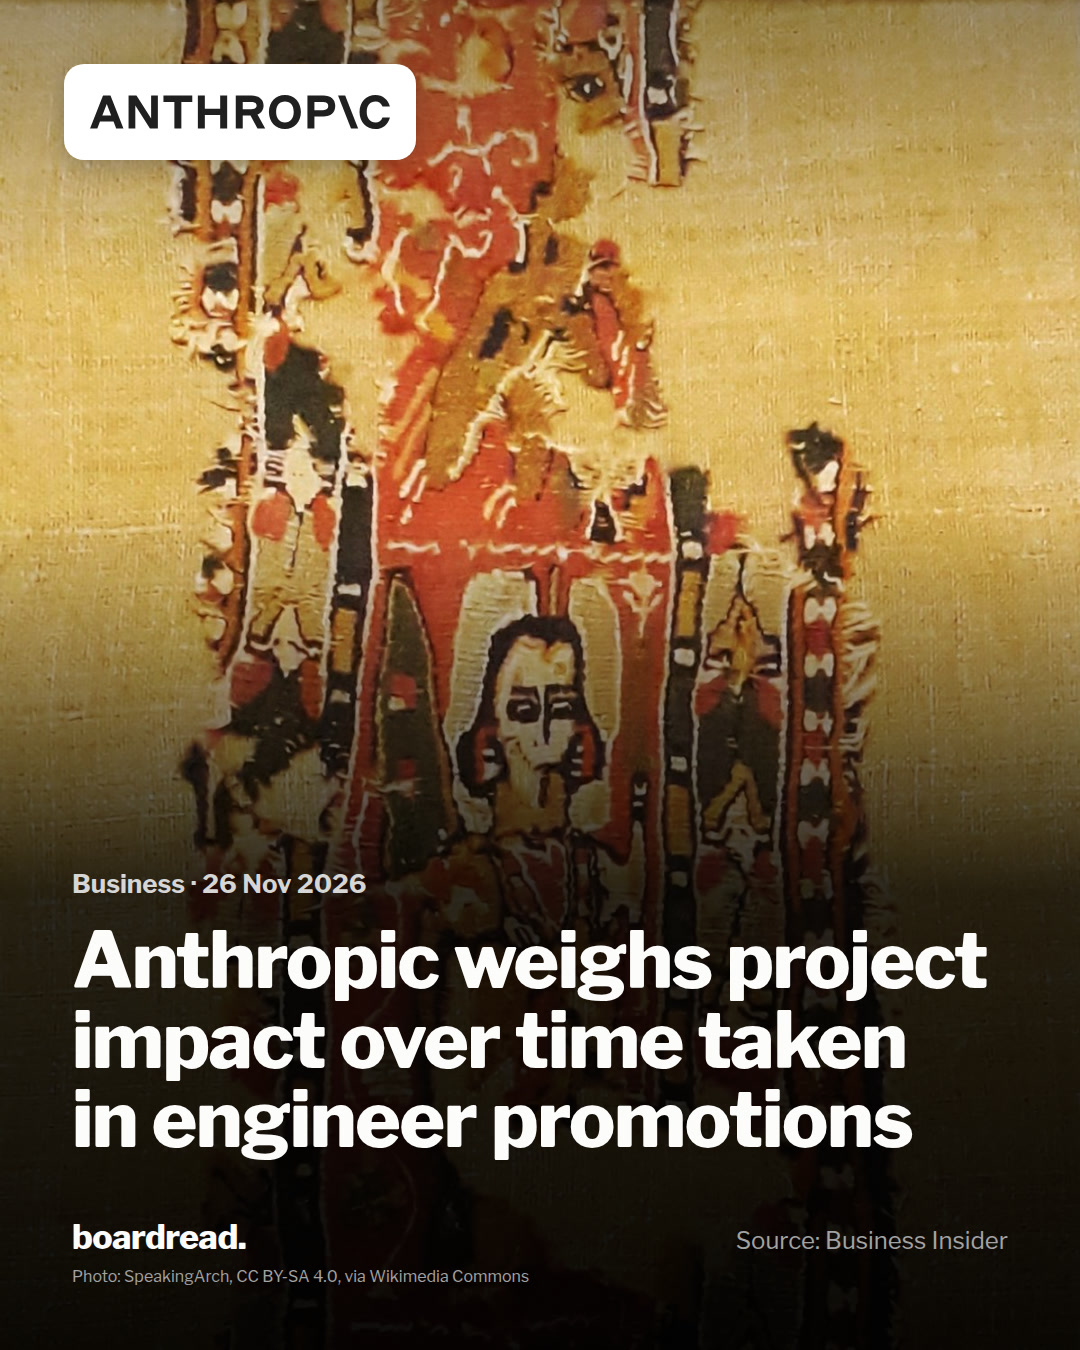 ANTHROP\C
Business · 26 Nov 2026
Anthropic weighs project
impact over time taken
in engineer promotions
boardread.
Source: Business Insider
Photo: SpeakingArch, CC BY-SA 4.0, via Wikimedia Commons